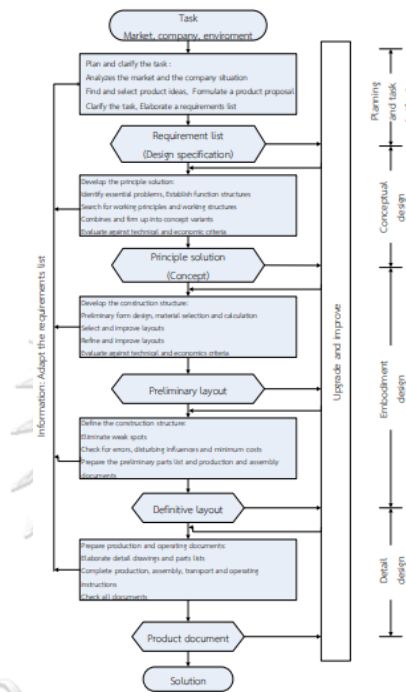 Task
Market, company, enviroment
Plan and clarify the task :
Analyzes the market and the company situation
Find and select product ideas, Formulate a product proposal
Clarify the task, Elaborate a requirements list
Requirement list
(Design specification)
Develop the principle solution:
Identify essential problems, Establish function structures
Search for working principles and working structures
Combines and firm up into concept variants
Evaluate against technical and economic criteria
Principle solution
(Concept)
Develop the construction structure:
Preliminary form design, material selection and calculation
Select and improve layouts
Refine and improve layouts
Evaluate against technical and economics criteria
Preliminary layout
Define the construction structure:
Eliminate weak spots
Check for errors, disturbing influences and minimum costs
Prepare the preliminary parts list and production and assembly
documents
Definitive layout
Prepare production and operating documents:
Elaborate detail drawings and parts lists
Complete production, assembly, transport and operating
instructions
Check all documents
Product document
Solution
Information: Adapt the requirements list
Upgrade and improve
Planning
and task
Conceptual
design
Embodiment
design
Detail
design